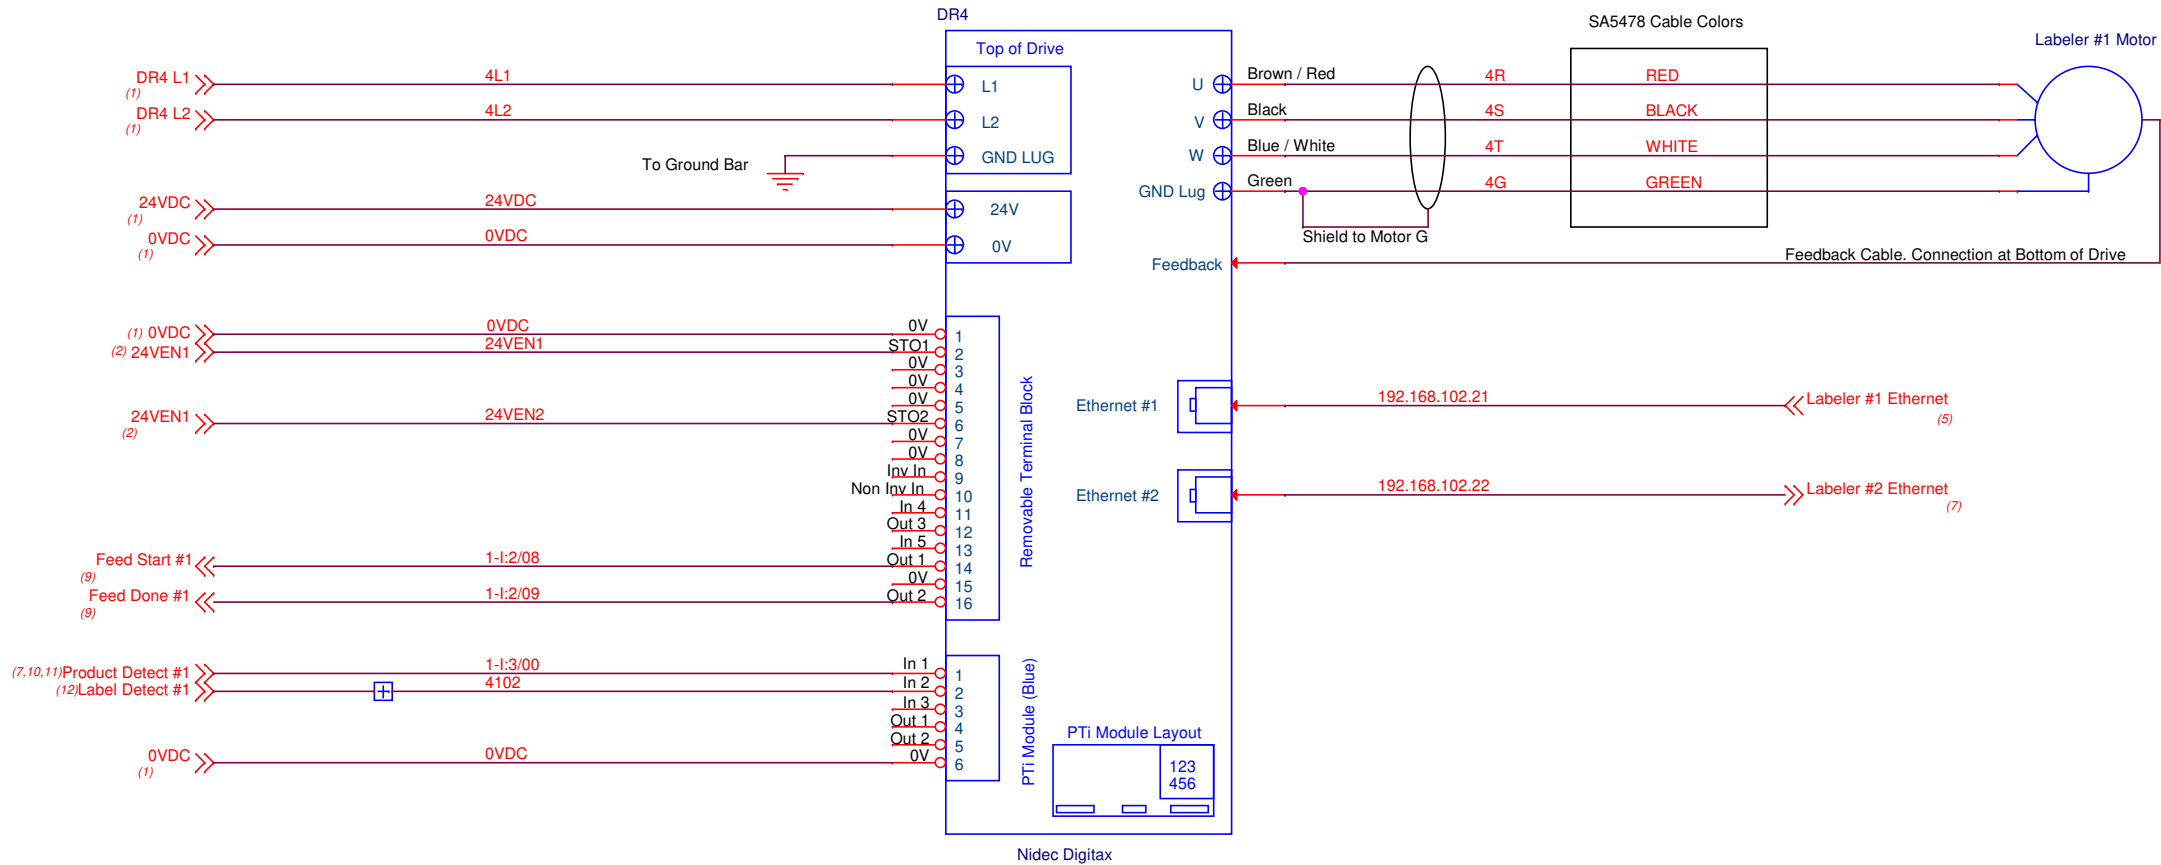 DR4
SA5478 Cable Colors
Labeler #1 Motor
Top of Drive
DR4 L1
(1)
4L1
L1
U
Brown / Red
4R
RED
DR4 L2
(1)
4L2
L2
V
Black
4S
BLACK
To Ground Bar
GND LUG
W
Blue / White
4T
WHITE
GND Lug
Green
4G
GREEN
24VDC
(1)
24VDC
24V
Shield to Motor G
0VDC
(1)
0VDC
0V
Feedback
Feedback Cable. Connection at Bottom of Drive
(1) 0VDC
0VDC
0V
1
(2) 24VEN1
24VEN1
STO1
2
0V
3
0V
4
0V
5
24VEN1
(2)
24VEN2
STO2
6
0V
7
0V
8
Inv In
9
Non Inv In
10
In 4
11
Out 3
12
In 5
13
Feed Start #1
(9)
1-I:2/08
Out 1
14
0V
15
Feed Done #1
(9)
1-I:2/09
Out 2
16
Removable Terminal Block
Ethernet #1
192.168.102.21
Labeler #1 Ethernet
(5)
Ethernet #2
192.168.102.22
Labeler #2 Ethernet
(7)
(7,10,11)Product Detect #1
1-I:3/00
In 1
1
(12)Label Detect #1
4102
In 2
2
In 3
3
Out 1
4
Out 2
5
0VDC
(1)
0VDC
0V
6
PTi Module (Blue)
PTi Module Layout
123
456
Nidec Digitax